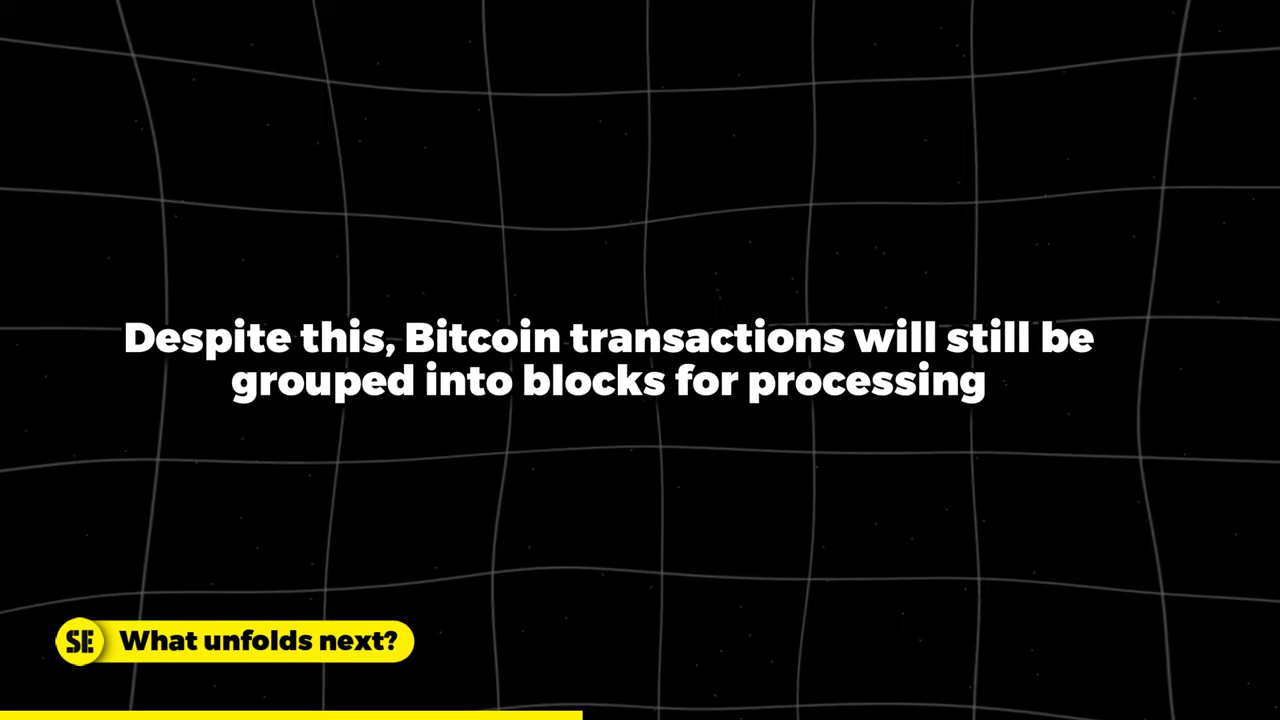 Despite this, Bitcoin transactions will still be
grouped into blocks for processing
SE What unfolds next?